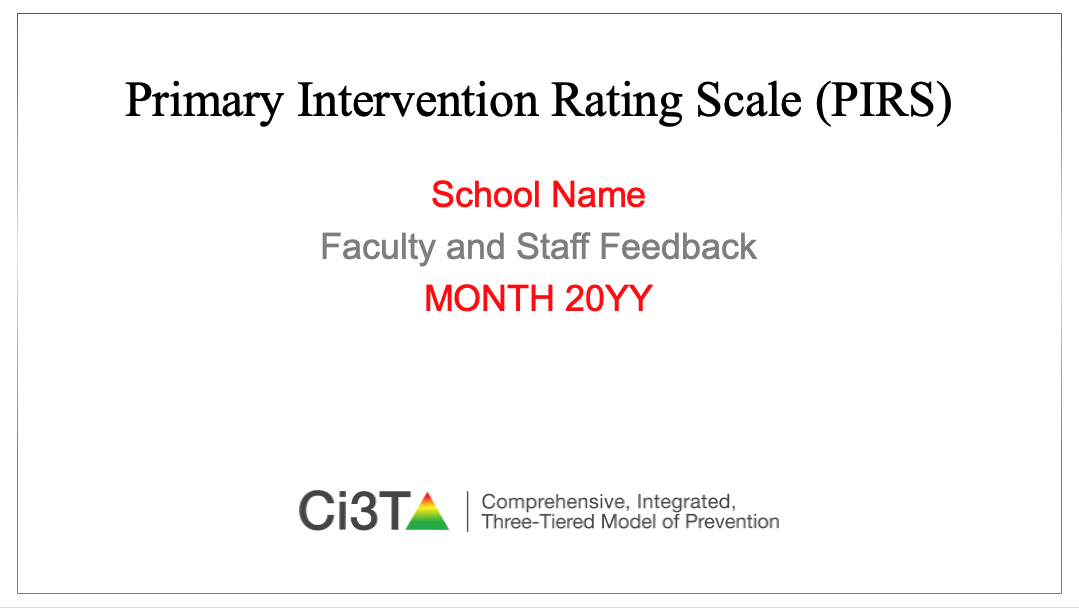 Primary Intervention Rating Scale (PIRS)
School Name
Faculty and Staff Feedback
MONTH 20YY
Ci3T
Comprehensive, Integrated,
Three-Tiered Model of Prevention